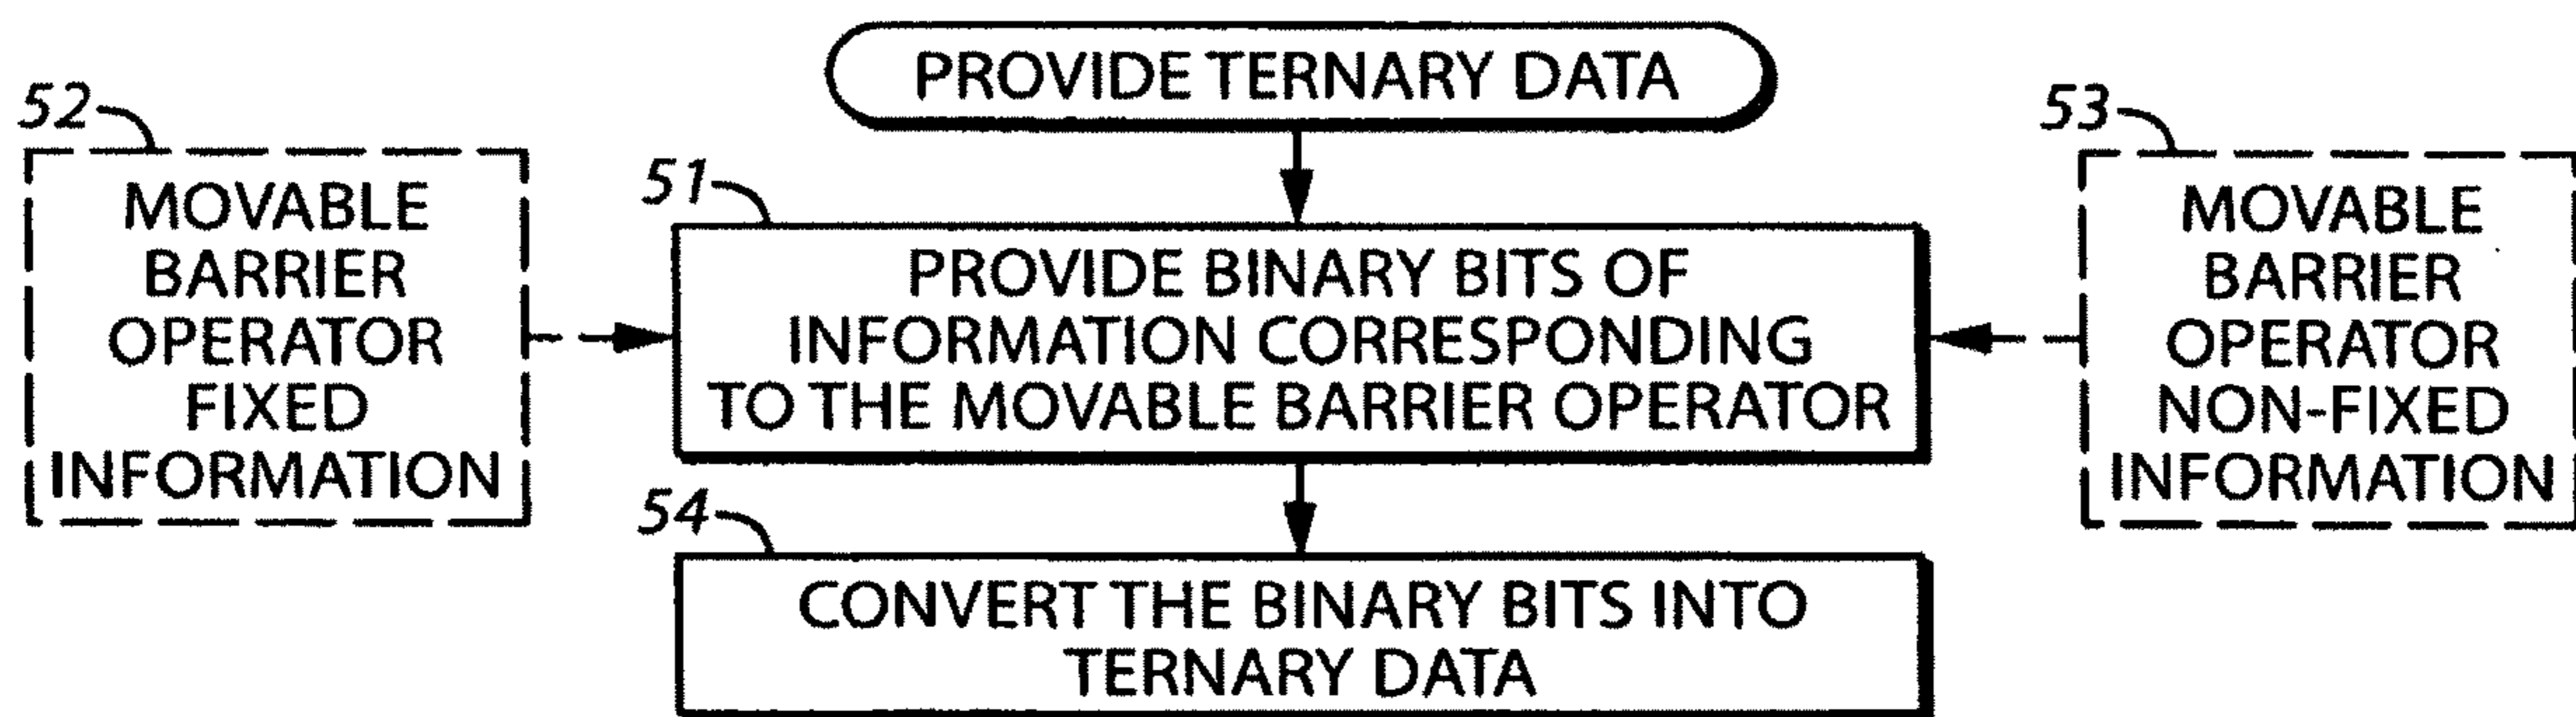 PROVIDE TERNARY DATA
52
MOVABLE
BARRIER
OPERATOR
FIXED
INFORMATION
51
PROVIDE BINARY BITS OF
INFORMATION CORRESPONDING
TO THE MOVABLE BARRIER OPERATOR
53
MOVABLE
BARRIER
OPERATOR
NON-FIXED
INFORMATION
54
CONVERT THE BINARY BITS INTO
TERNARY DATA